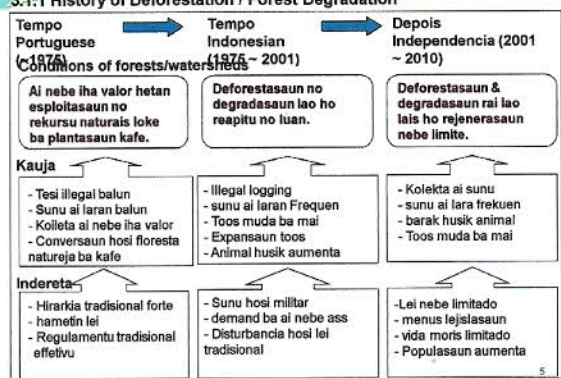 3.1.1 History of Deforestation / Forest Degradation
Tempo
Portuguese
(~1975)
Tempo
Indonesian
(1975 ~ 2001)
Depois
Independencia (2001
~ 2010)
Conditions of forests/watersheds
Ai nebe iha valor hetan
esploitasaun no
rekursu naturais loke
ba plantasaun kafe.
Deforestasaun no
degradasaun lao ho
reapitu no luan.
Deforestasaun &
degradasaun rai lao
lais ho rejenerasaun
nebe limite.
Kauja
- Tesi illegal balun
- Sunu ai laran balun
- Koileta ai nebe iha valor
- Conversaun hosi floresta
natureja ba kafe
- Illegal logging
- sunu ai laran Frequen
- Toos muda ba mai
- Expansaun toos
- Animal husik aumenta
- Kolekta ai sunu
- sunu ai lara frekuen
- barak husik animal
- Toos muda ba mai
Indereta
- Hirarkia tradisional forte
- hametin lei
- Regulamentu tradisional
effetivu
- Sunu hosi militar
- demand ba ai nebe ass
- Disturbancia hosi lei
tradisional
-Lei nebe limitado
- menus lejislasaun
- vida moris limitado
- Populasaun aumenta
5